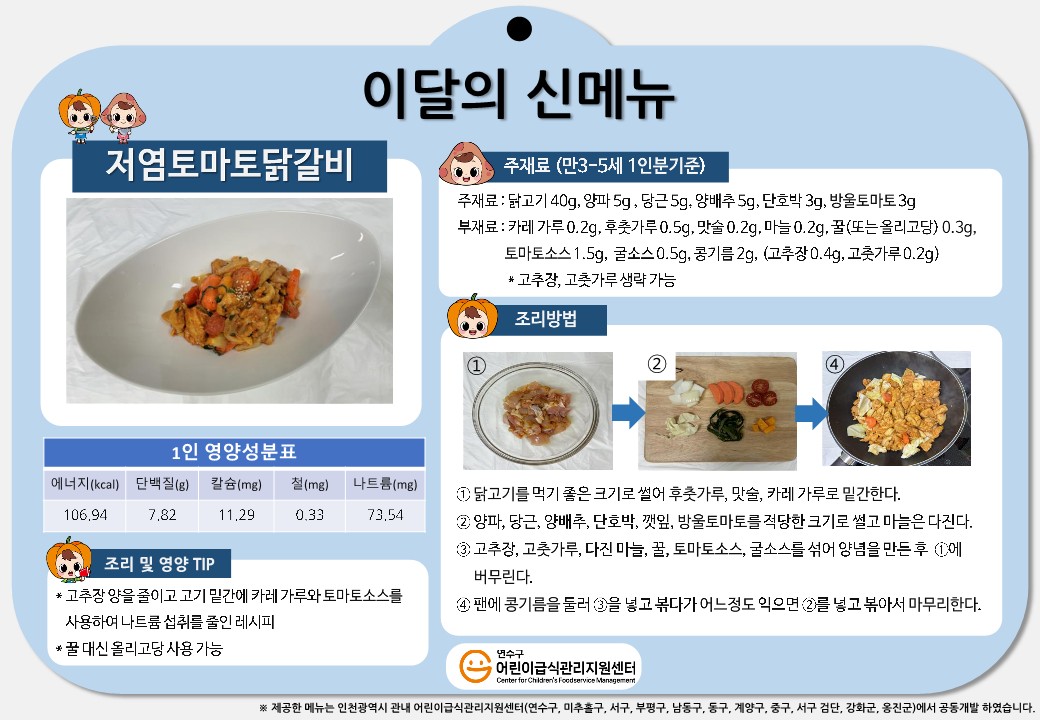 이달의 신메뉴
저염토마토닭갈비
1인 영양성분표
에너지(kcal) 단백질(g) 칼슘(mg) 철(mg) 나트륨(mg)
106.94 7.82 11.29 0.33 73.54
조리 및 영양 TIP
* 고추장 양을 줄이고 고기 밑간에 카레 가루와 토마토소스를
사용하여 나트륨 섭취를 줄인 레시피
* 꿀 대신 올리고당 사용 가능
주재료 (만3-5세 1인분기준)
주재료 : 닭고기 40g, 양파 5g , 당근 5g, 양배추 5g, 단호박 3g, 방울토마토 3g
부재료 : 카레 가루 0.2g, 후춧가루 0.5g, 맛술 0.2g, 마늘 0.2g, 꿀(또는 올리고당) 0.3g,
토마토소스 1.5g, 굴소스 0.5g, 콩기름 2g, (고추장 0.4g, 고춧가루 0.2g)
* 고추장, 고춧가루 생략 가능
조리방법
① ② ④
① 닭고기를 먹기 좋은 크기로 썰어 후춧가루, 맛술, 카레 가루로 밑간한다.
② 양파, 당근, 양배추, 단호박, 깻잎, 방울토마토를 적당한 크기로 썰고 마늘은 다진다.
③ 고추장, 고춧가루, 다진 마늘, 꿀, 토마토소스, 굴소스를 섞어 양념을 만든 후 ①에
버무린다.
④ 팬에 콩기름을 둘러 ③을 넣고 볶다가 어느정도 익으면 ②를 넣고 볶아서 마무리한다.
연수구
어린이급식관리지원센터
Center for Children's Foodservice Management
※ 제공한 메뉴는 인천광역시 관내 어린이급식관리지원센터(연수구, 미추홀구, 서구, 부평구, 남동구, 동구, 계양구, 중구, 서구 검단, 강화군, 옹진군)에서 공동개발 하였습니다.